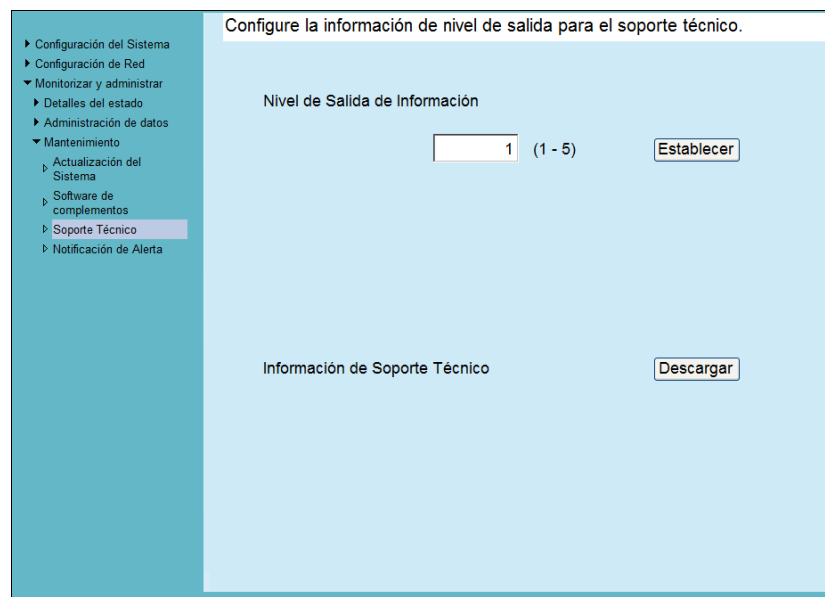 Configure la información de nivel de salida para el soporte técnico.
Configuración del Sistema
Configuración de Red
Monitorizar y administrar
Detalles del estado
Administración de datos
Mantenimiento
Actualización del
Sistema
Software de
complementos
Soporte Técnico
Notificación de Alerta
Nivel de Salida de Información
1 (1 - 5) Establecer
Información de Soporte Técnico Descargar